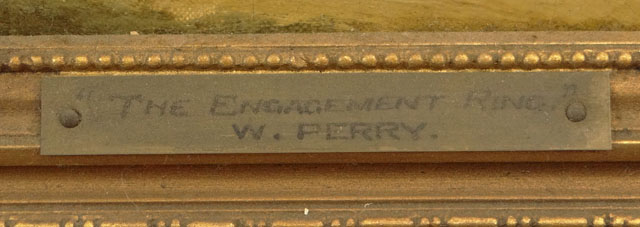 "THE ENGAGEMENT RING,"
W. PERRY.